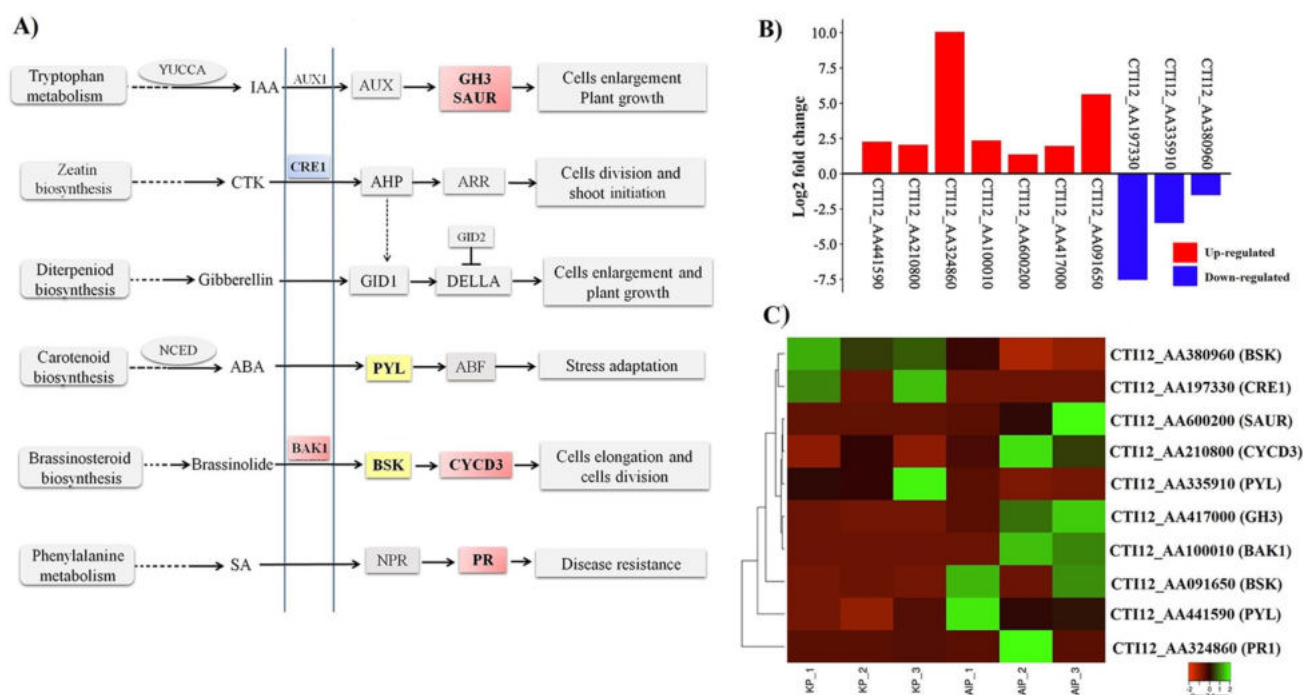 A)
Tryptophan
metabolism
YUCCA
IAA
AUX1
AUX
GH3
SAUR
Cells enlargement
Plant growth
Zeatin
biosynthesis
CTK
CRE1
AHP
ARR
Cells division and
shoot initiation
GID2
Diterpeniod
biosynthesis
Gibberellin
GID1
DELLA
Cells enlargement and
plant growth
Carotenoid
biosynthesis
NCED
ABA
PYL
ABF
Stress adaptation
Brassinosteroid
biosynthesis
Brassinolide
BAK1
BSK
CYCD3
Cells elongation and
cells division
Phenylalanine
metabolism
SA
NPR
PR
Disease resistance
B)
Log2 fold change
10.0
7.5
5.0
2.5
0.0
-2.5
-5.0
-7.5
CTI12_AA441590
CTI12_AA210800
CTI12_AA324860
CTI12_AA100010
CTI12_AA600200
CTI12_AA417000
CTI12_AA091650
CTI12_AA197330
CTI12_AA335910
CTI12_AA380960
Up-regulated
Down-regulated
C)
CTI12_AA380960 (BSK)
CTI12_AA197330 (CRE1)
CTI12_AA600200 (SAUR)
CTI12_AA210800 (CYCD3)
CTI12_AA335910 (PYL)
CTI12_AA417000 (GH3)
CTI12_AA100010 (BAK1)
CTI12_AA091650 (BSK)
CTI12_AA441590 (PYL)
CTI12_AA324860 (PR1)
KP_1
KP_2
KP_3
AIP_1
AIP_2
AIP_3